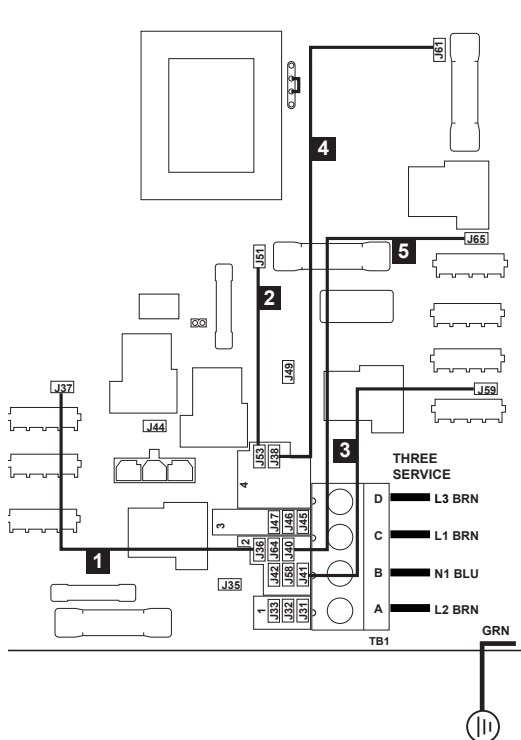 J61
4
J65
5
J51
2
J49
J37
J59
J44
J53
J38
3
THREE
SERVICE
4
D
L3 BRN
3
J47
J46
J45
C
L1 BRN
2
J36
J64
J40
1
J42
J58
J41
B
N1 BLU
J35
1
J33
J32
J31
A
L2 BRN
TB1
GRN